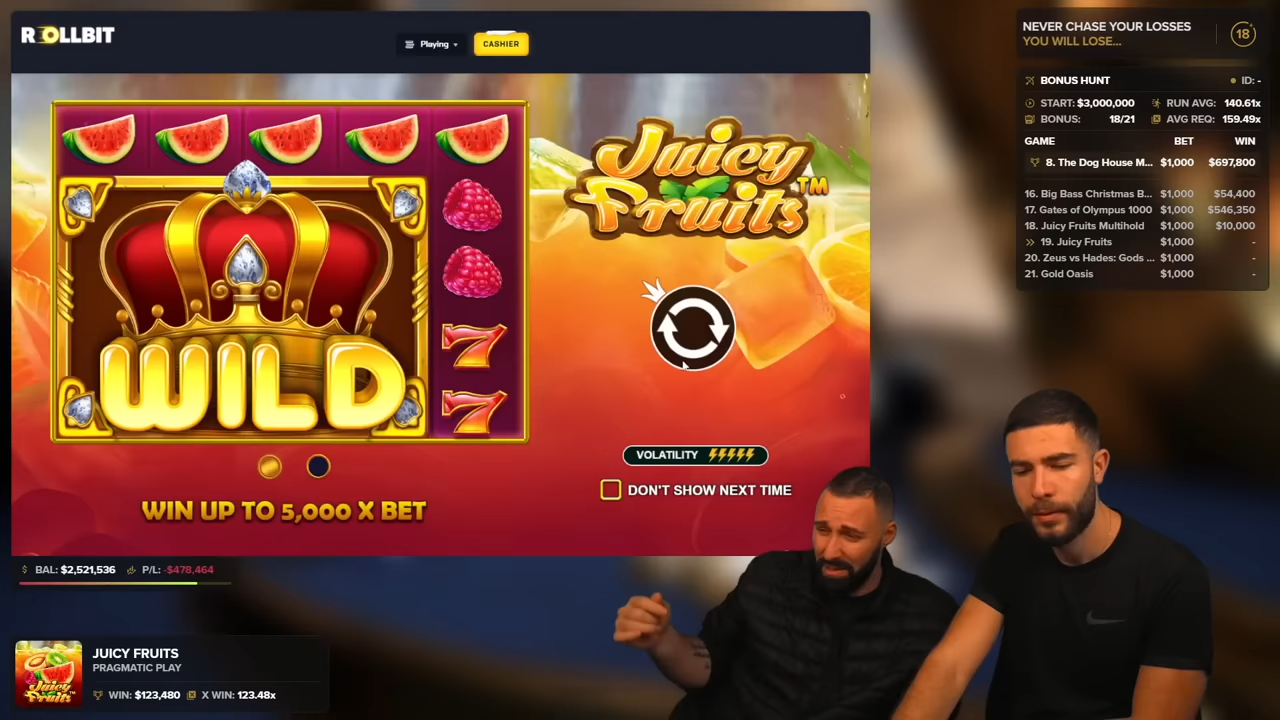 ROLLBIT
Playing
CASHIER
NEVER CHASE YOUR LOSSES
YOU WILL LOSE...
18+
BONUS HUNT
ID: -
START: $3,000,000
RUN AVG: 140.61x
BONUS: 18/21
AVG REQ: 159.49x
GAME BET WIN
8. The Dog House M... $1,000 $697,800
16. Big Bass Christmas B... $1,000 $54,400
17. Gates of Olympus 1000 $1,000 $546,350
18. Juicy Fruits Multihold $1,000 $10,000
19. Juicy Fruits $1,000 -
20. Zeus vs Hades: Gods ... $1,000 -
21. Gold Oasis $1,000 -
Juicy
Fruits™
7
7
WILD
VOLATILITY
DON'T SHOW NEXT TIME
WIN UP TO 5,000 X BET
$ BAL: $2,521,536 P/L: -$478,464
JUICY FRUITS
PRAGMATIC PLAY
WIN: $123,480 X WIN: 123.48x
Juicy
Fruits